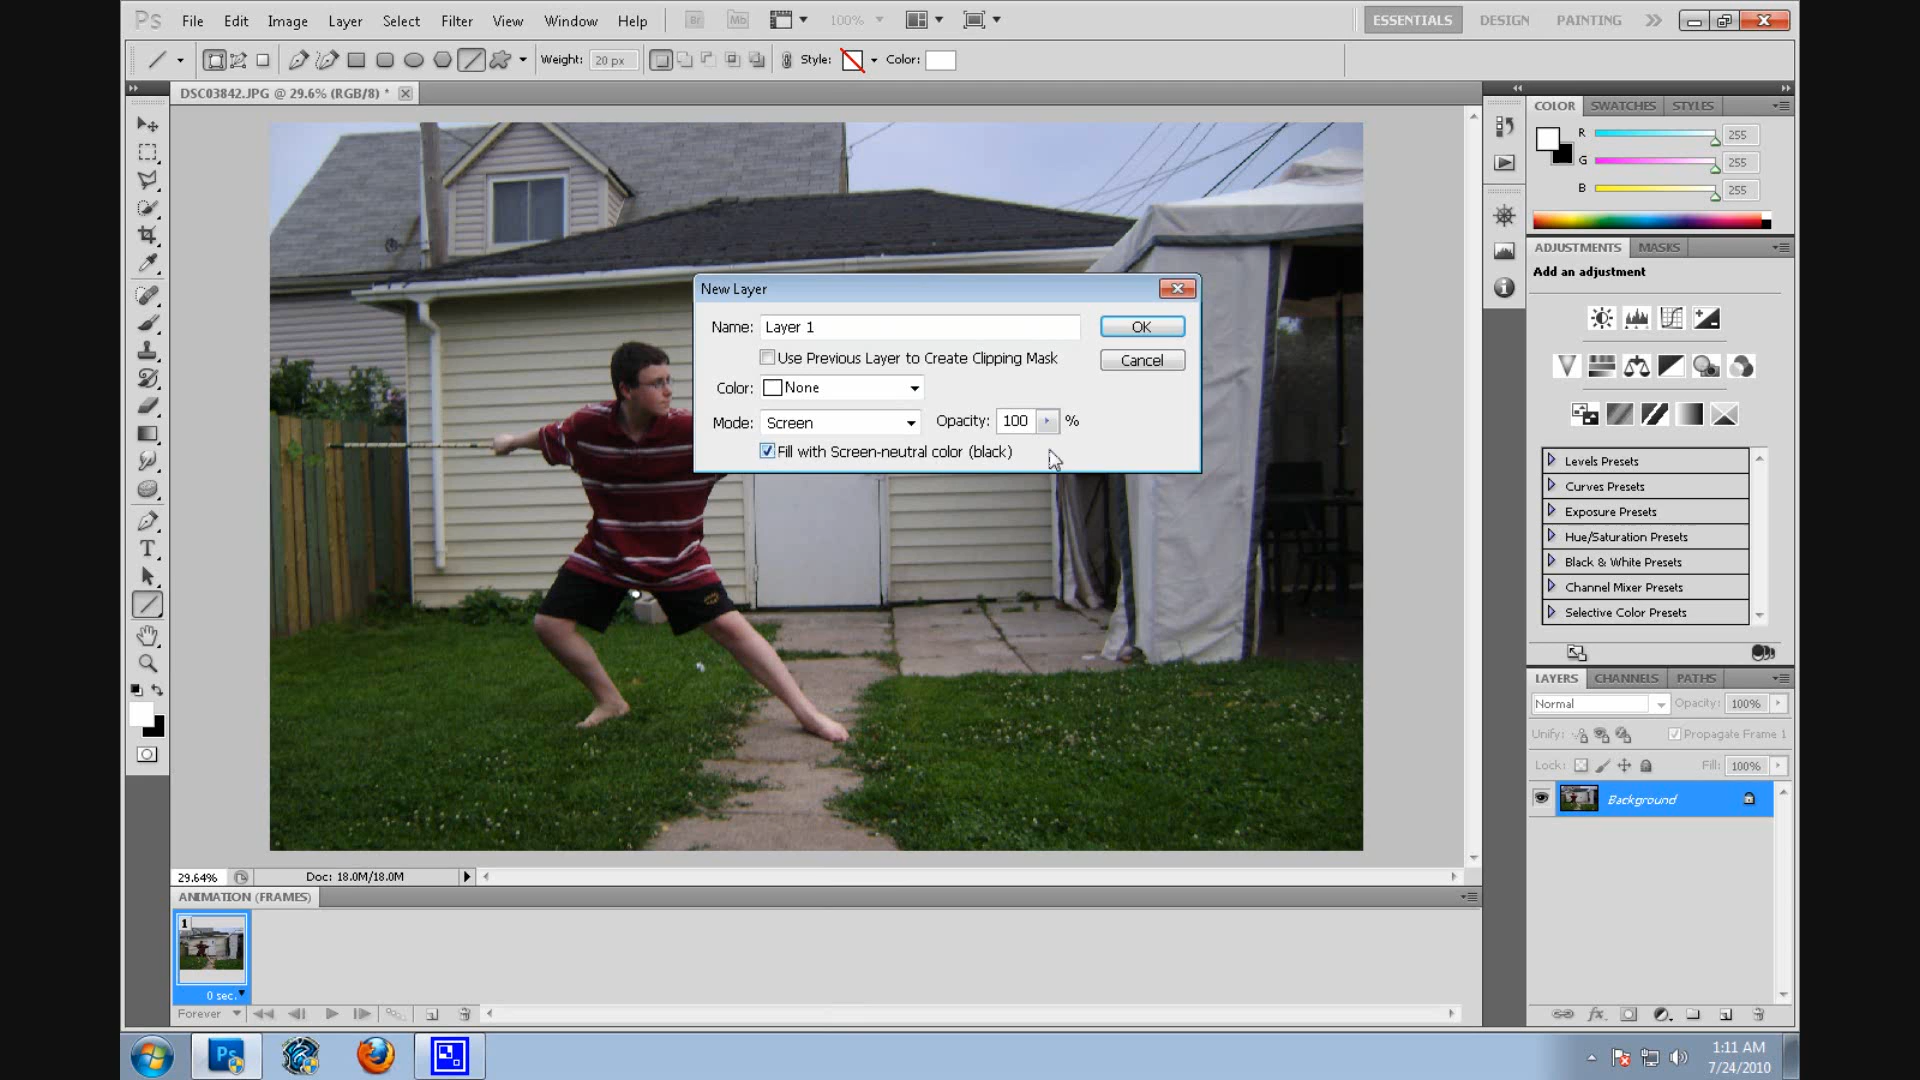 Ps File Edit Image Layer Select Filter View Window Help Br Mb 100% ESSENTIALS DESIGN PAINTING
Weight: 20 px Style: Color:
DSC03842.JPG @ 29.6% (RGB/8) *
COLOR SWATCHES STYLES
R 255
G 255
B 255
ADJUSTMENTS MASKS
Add an adjustment
New Layer
Name: Layer 1 OK
Use Previous Layer to Create Clipping Mask Cancel
Color: None
Mode: Screen Opacity: 100 %
Fill with Screen-neutral color (black)
Levels Presets
Curves Presets
Exposure Presets
Hue/Saturation Presets
Black & White Presets
Channel Mixer Presets
Selective Color Presets
LAYERS CHANNELS PATHS
Normal Opacity: 100%
Unify: Propagate Frame 1
Lock: Fill: 100%
Background
29.64% Doc: 18.0M/18.0M
ANIMATION (FRAMES)
1
0 sec.
Forever
Ps
1:11 AM
7/24/2010